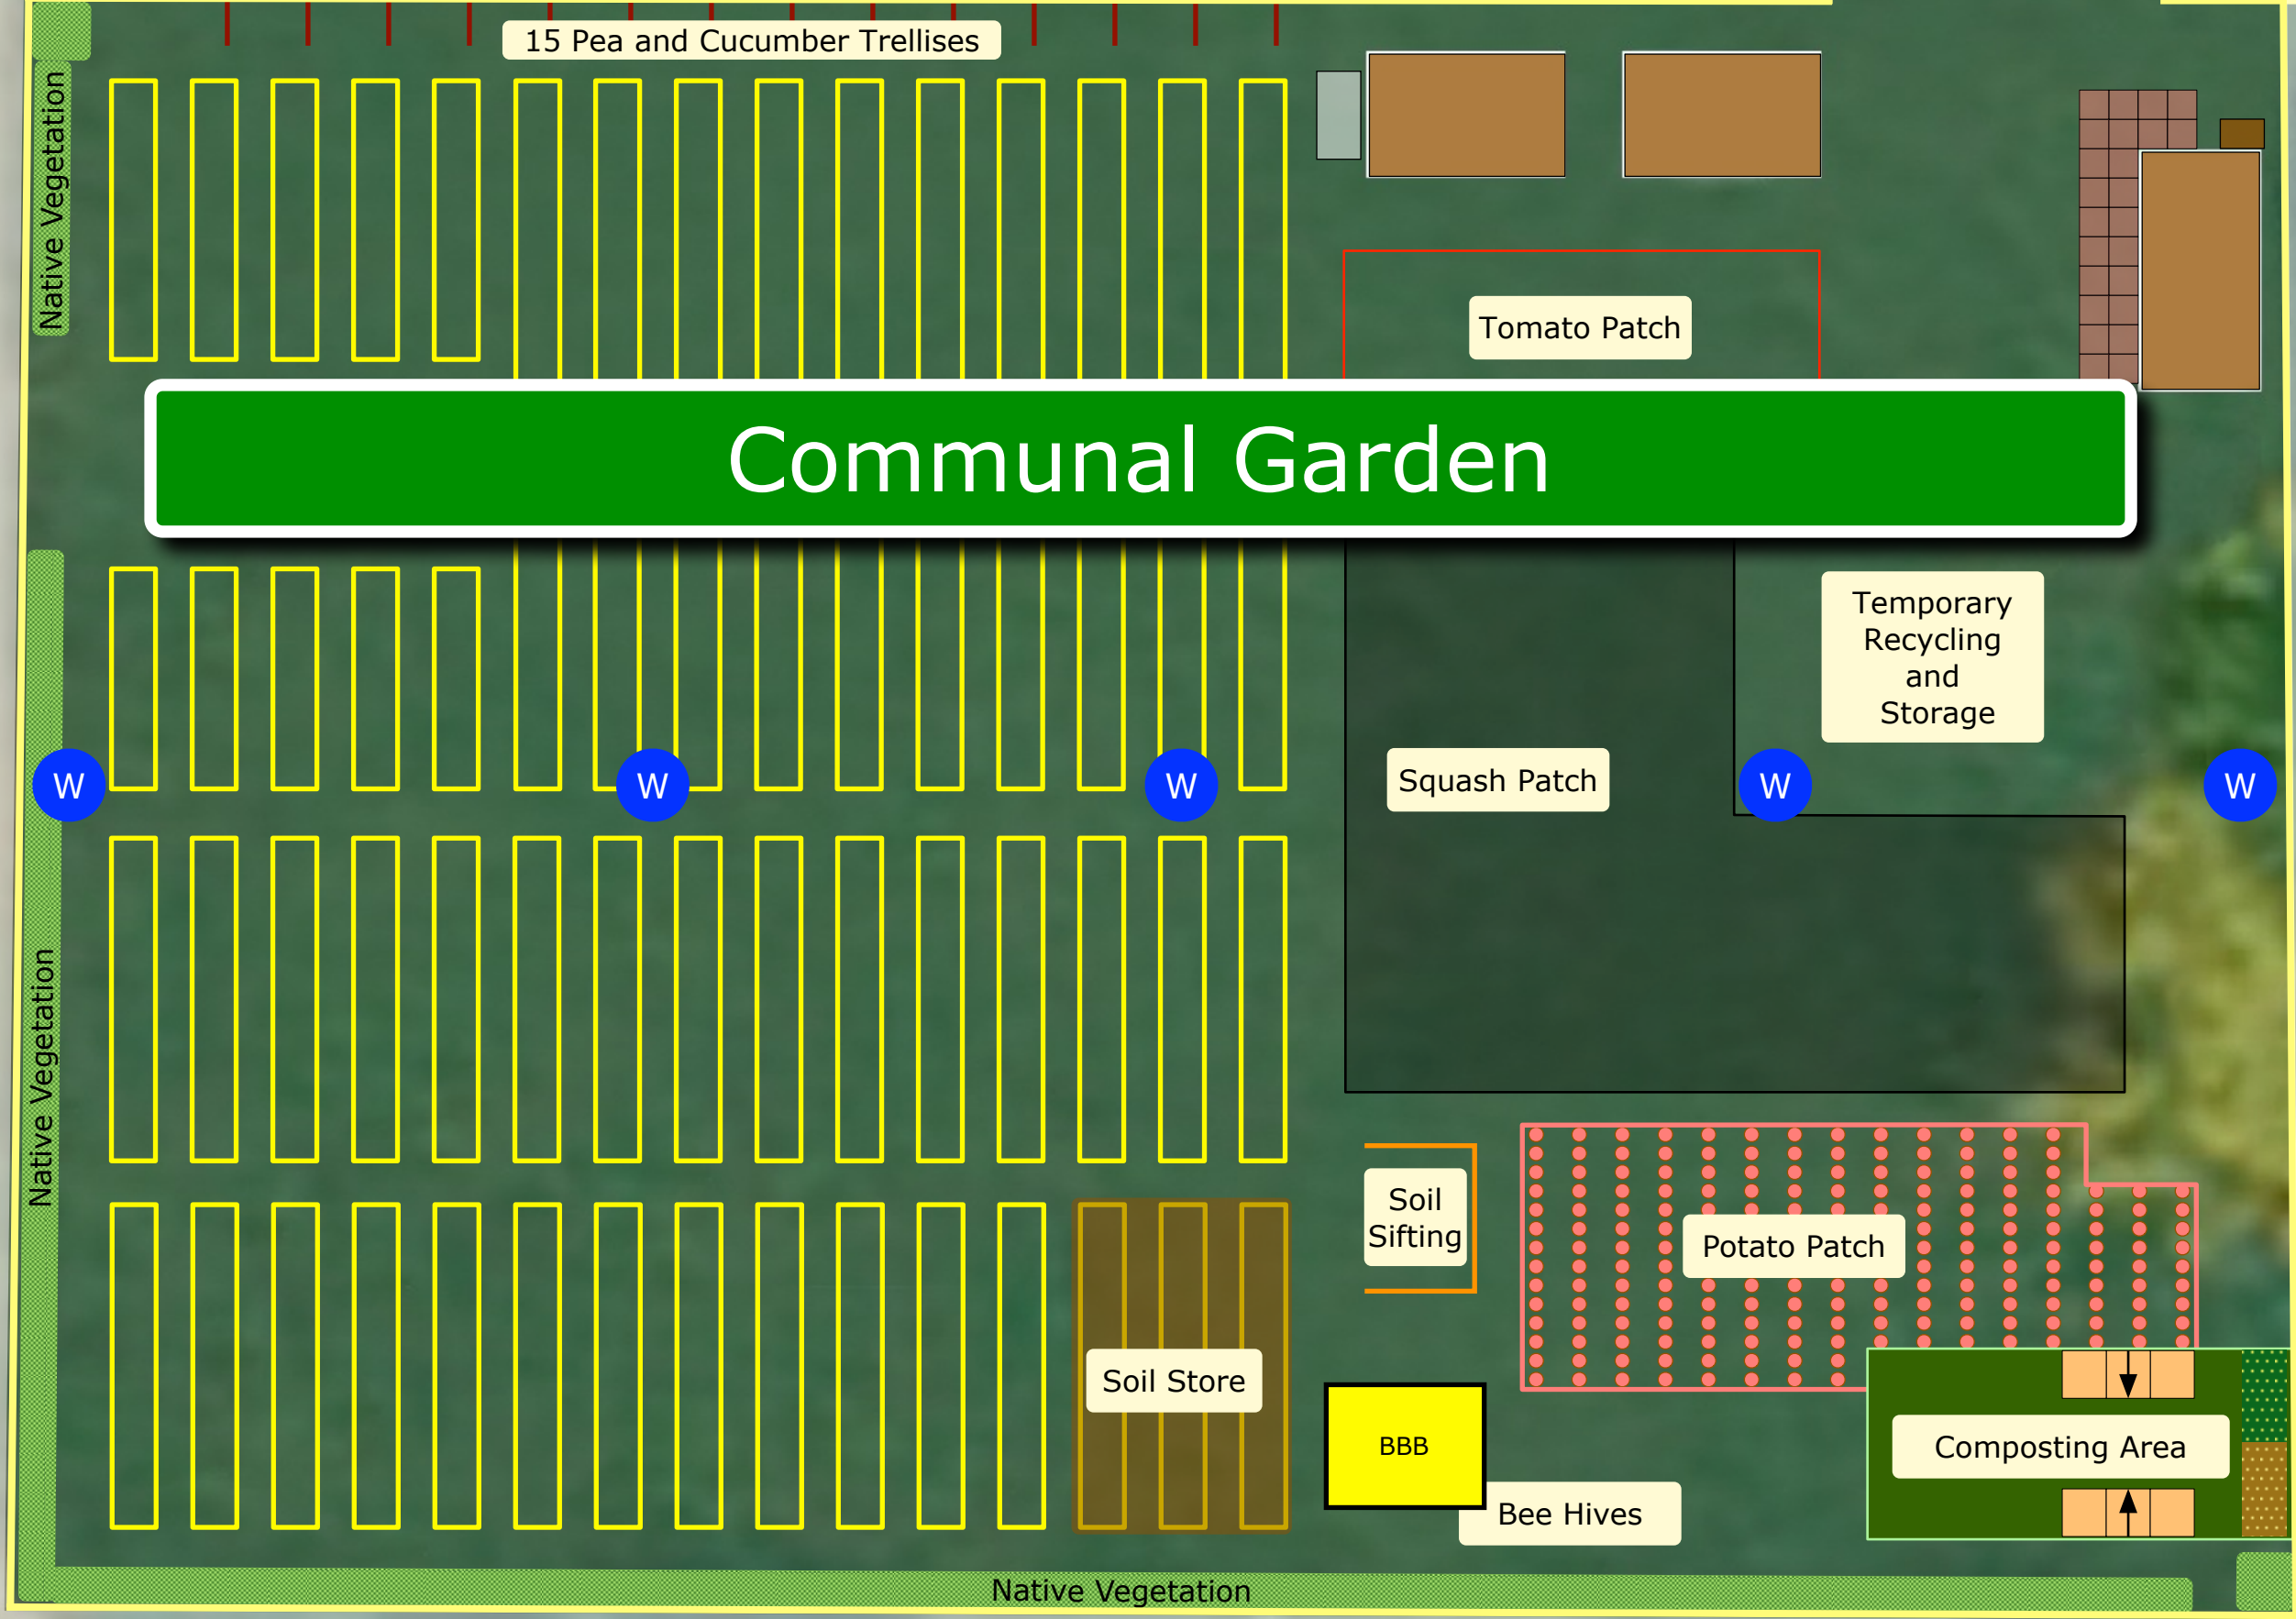 15 Pea and Cucumber Trellises
Native Vegetation
Tomato Patch
Communal Garden
Temporary
Recycling
and
Storage
Squash Patch
W
W
W
W
W
Native Vegetation
Soil
Sifting
Potato Patch
Soil Store
BBB
Composting Area
Bee Hives
Native Vegetation